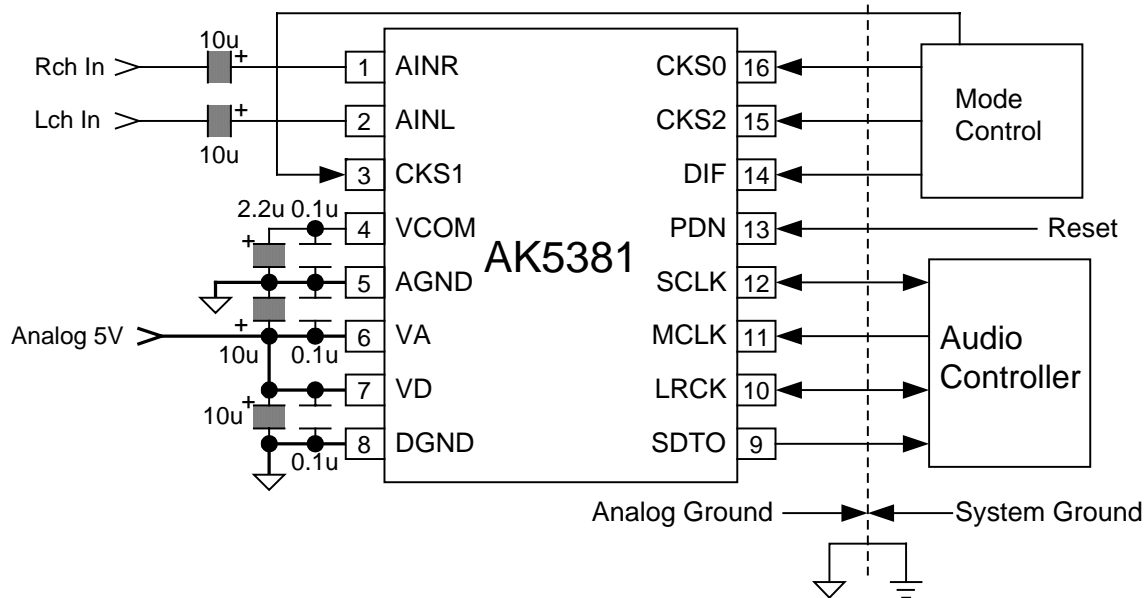 10u
+
Rch In
1 AINR
CKS0 16
Mode
Control
+
Lch In
2 AINL
CKS2 15
10u
3 CKS1
DIF 14
2.2u 0.1u
+
4 VCOM
PDN 13
Reset
AK5381
5 AGND
SCLK 12
Analog 5V
+
10u 0.1u
6 VA
MCLK 11
Audio
Controller
7 VD
LRCK 10
10u
+
8 DGND
SDTO 9
0.1u
Analog Ground
System Ground